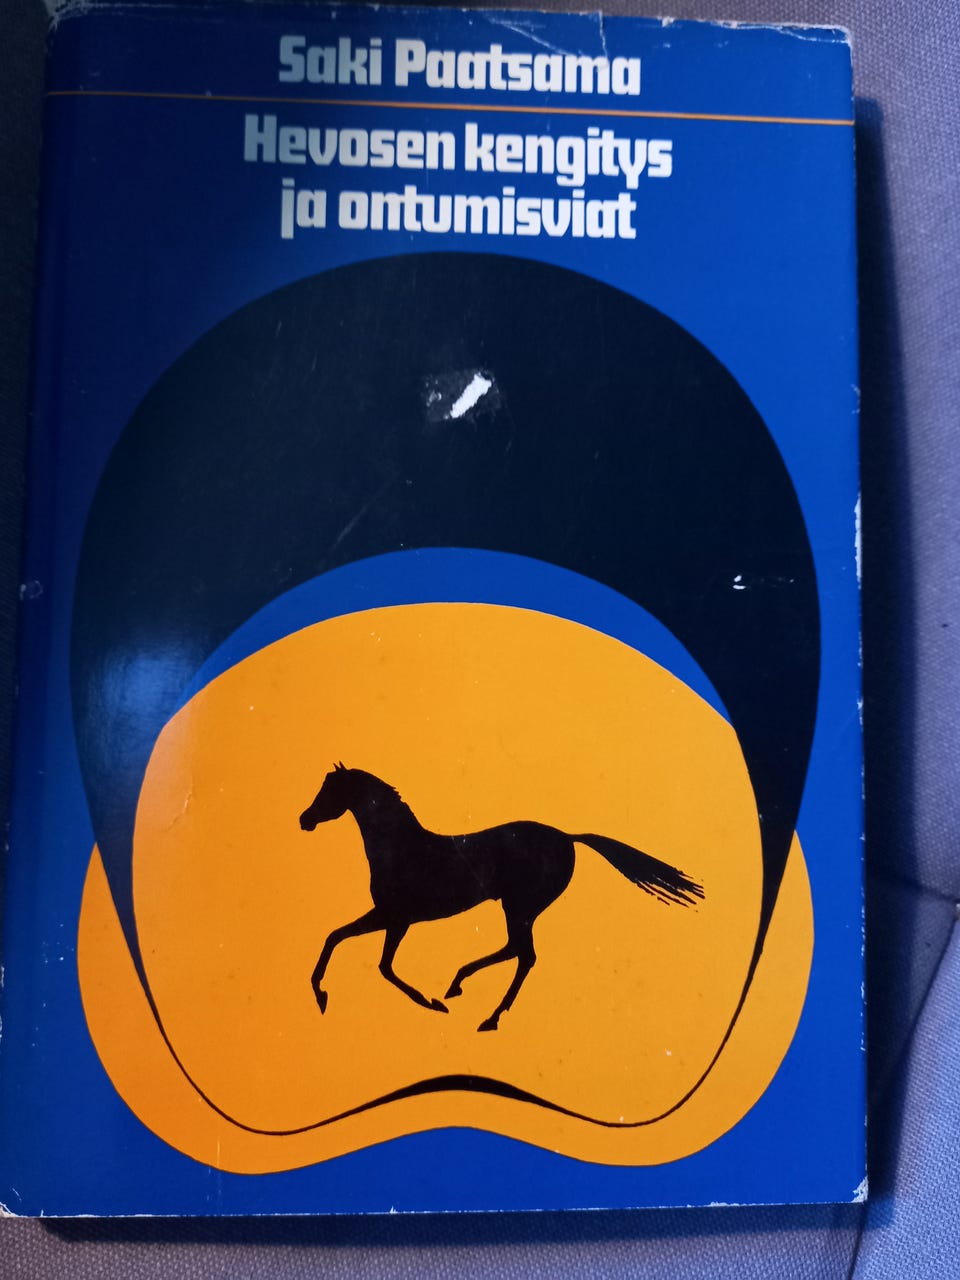 Saki Paatsama
Hevosen kengitys
ja ontumisviat